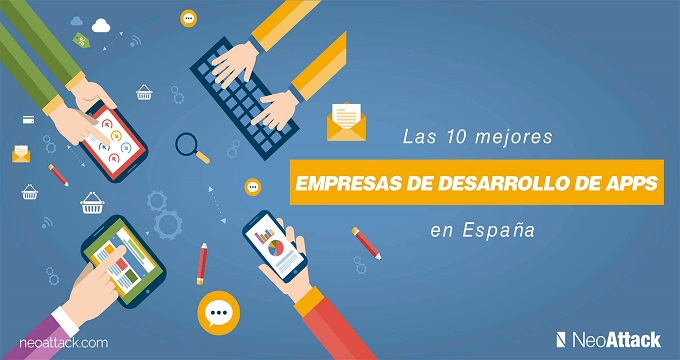 Las 10 mejores
EMPRESAS DE DESARROLLO DE APPS
en España
neoattack.com
NeoAttack